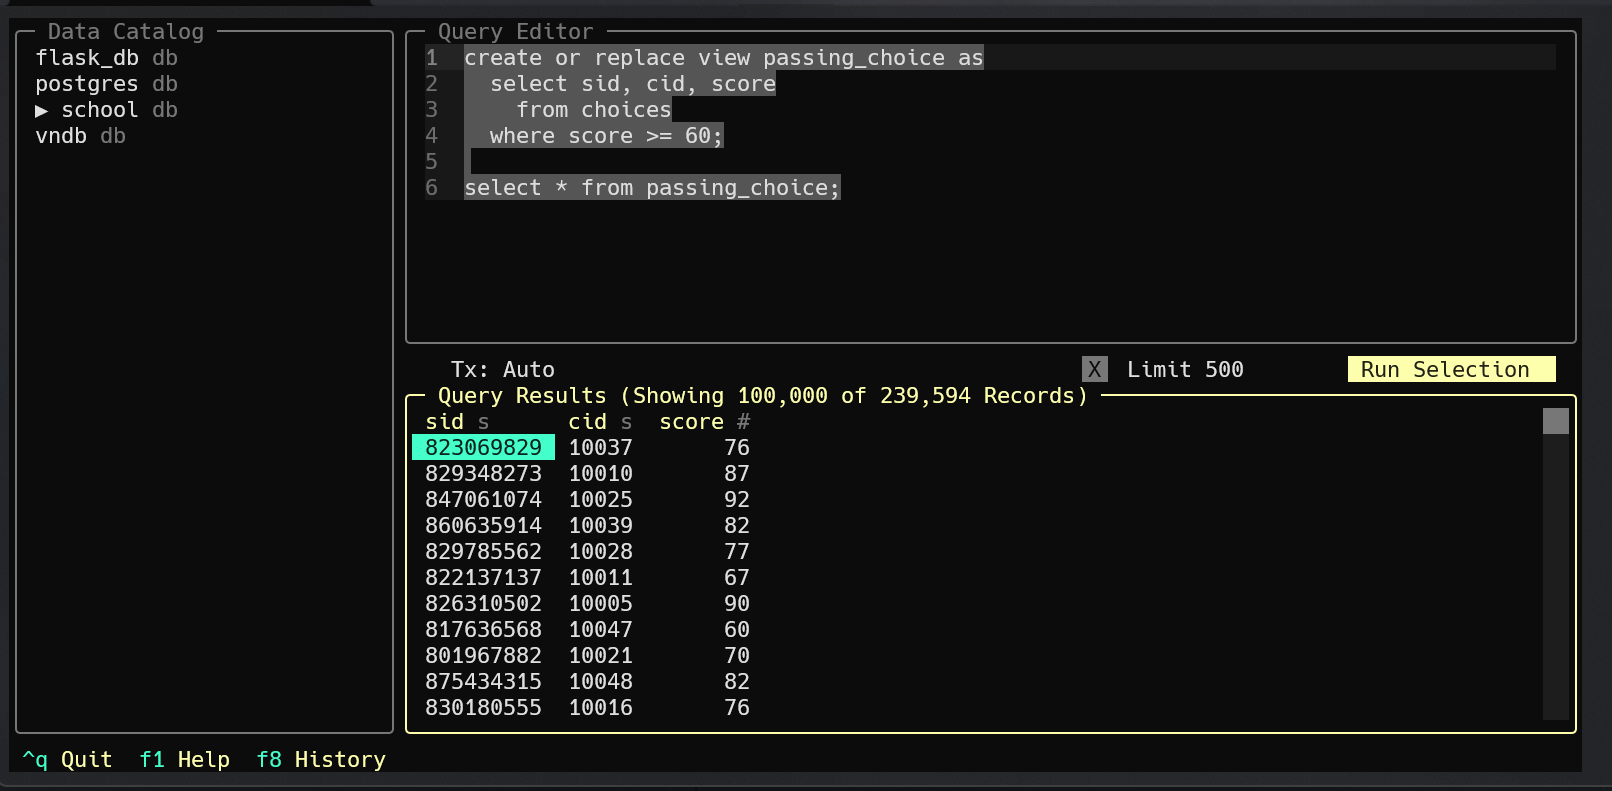 Data Catalog
flask_db db
postgres db
▶ school db
vndb db
Query Editor
1 create or replace view passing_choice as
2   select sid, cid, score
3     from choices
4   where score >= 60;
5
6 select * from passing_choice;
Tx: Auto X Limit 500 Run Selection
Query Results (Showing 100,000 of 239,594 Records)
sid s cid s score #
823069829 10037 76
829348273 10010 87
847061074 10025 92
860635914 10039 82
829785562 10028 77
822137137 10011 67
826310502 10005 90
817636568 10047 60
801967882 10021 70
875434315 10048 82
830180555 10016 76
^q Quit f1 Help f8 History